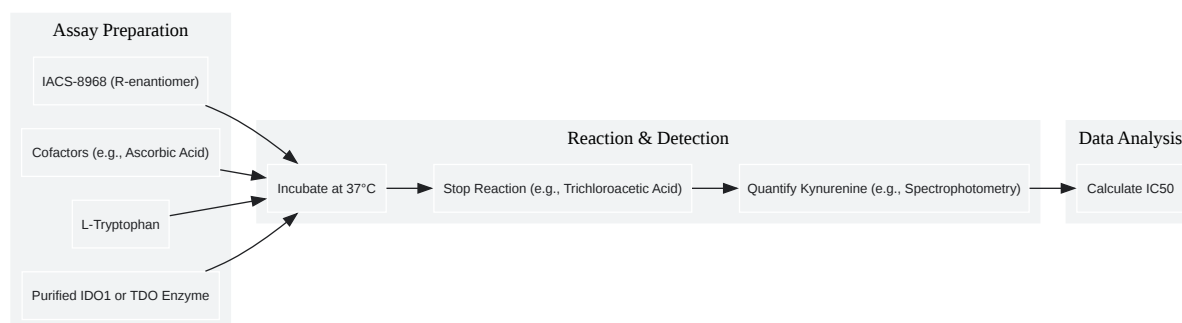 Assay Preparation
IACS-8968 (R-enantiomer)
Cofactors (e.g., Ascorbic Acid)
L-Tryptophan
Purified IDO1 or TDO Enzyme
Reaction & Detection
Incubate at 37°C
Stop Reaction (e.g., Trichloroacetic Acid)
Quantify Kynurenine (e.g., Spectrophotometry)
Data Analysis
Calculate IC50